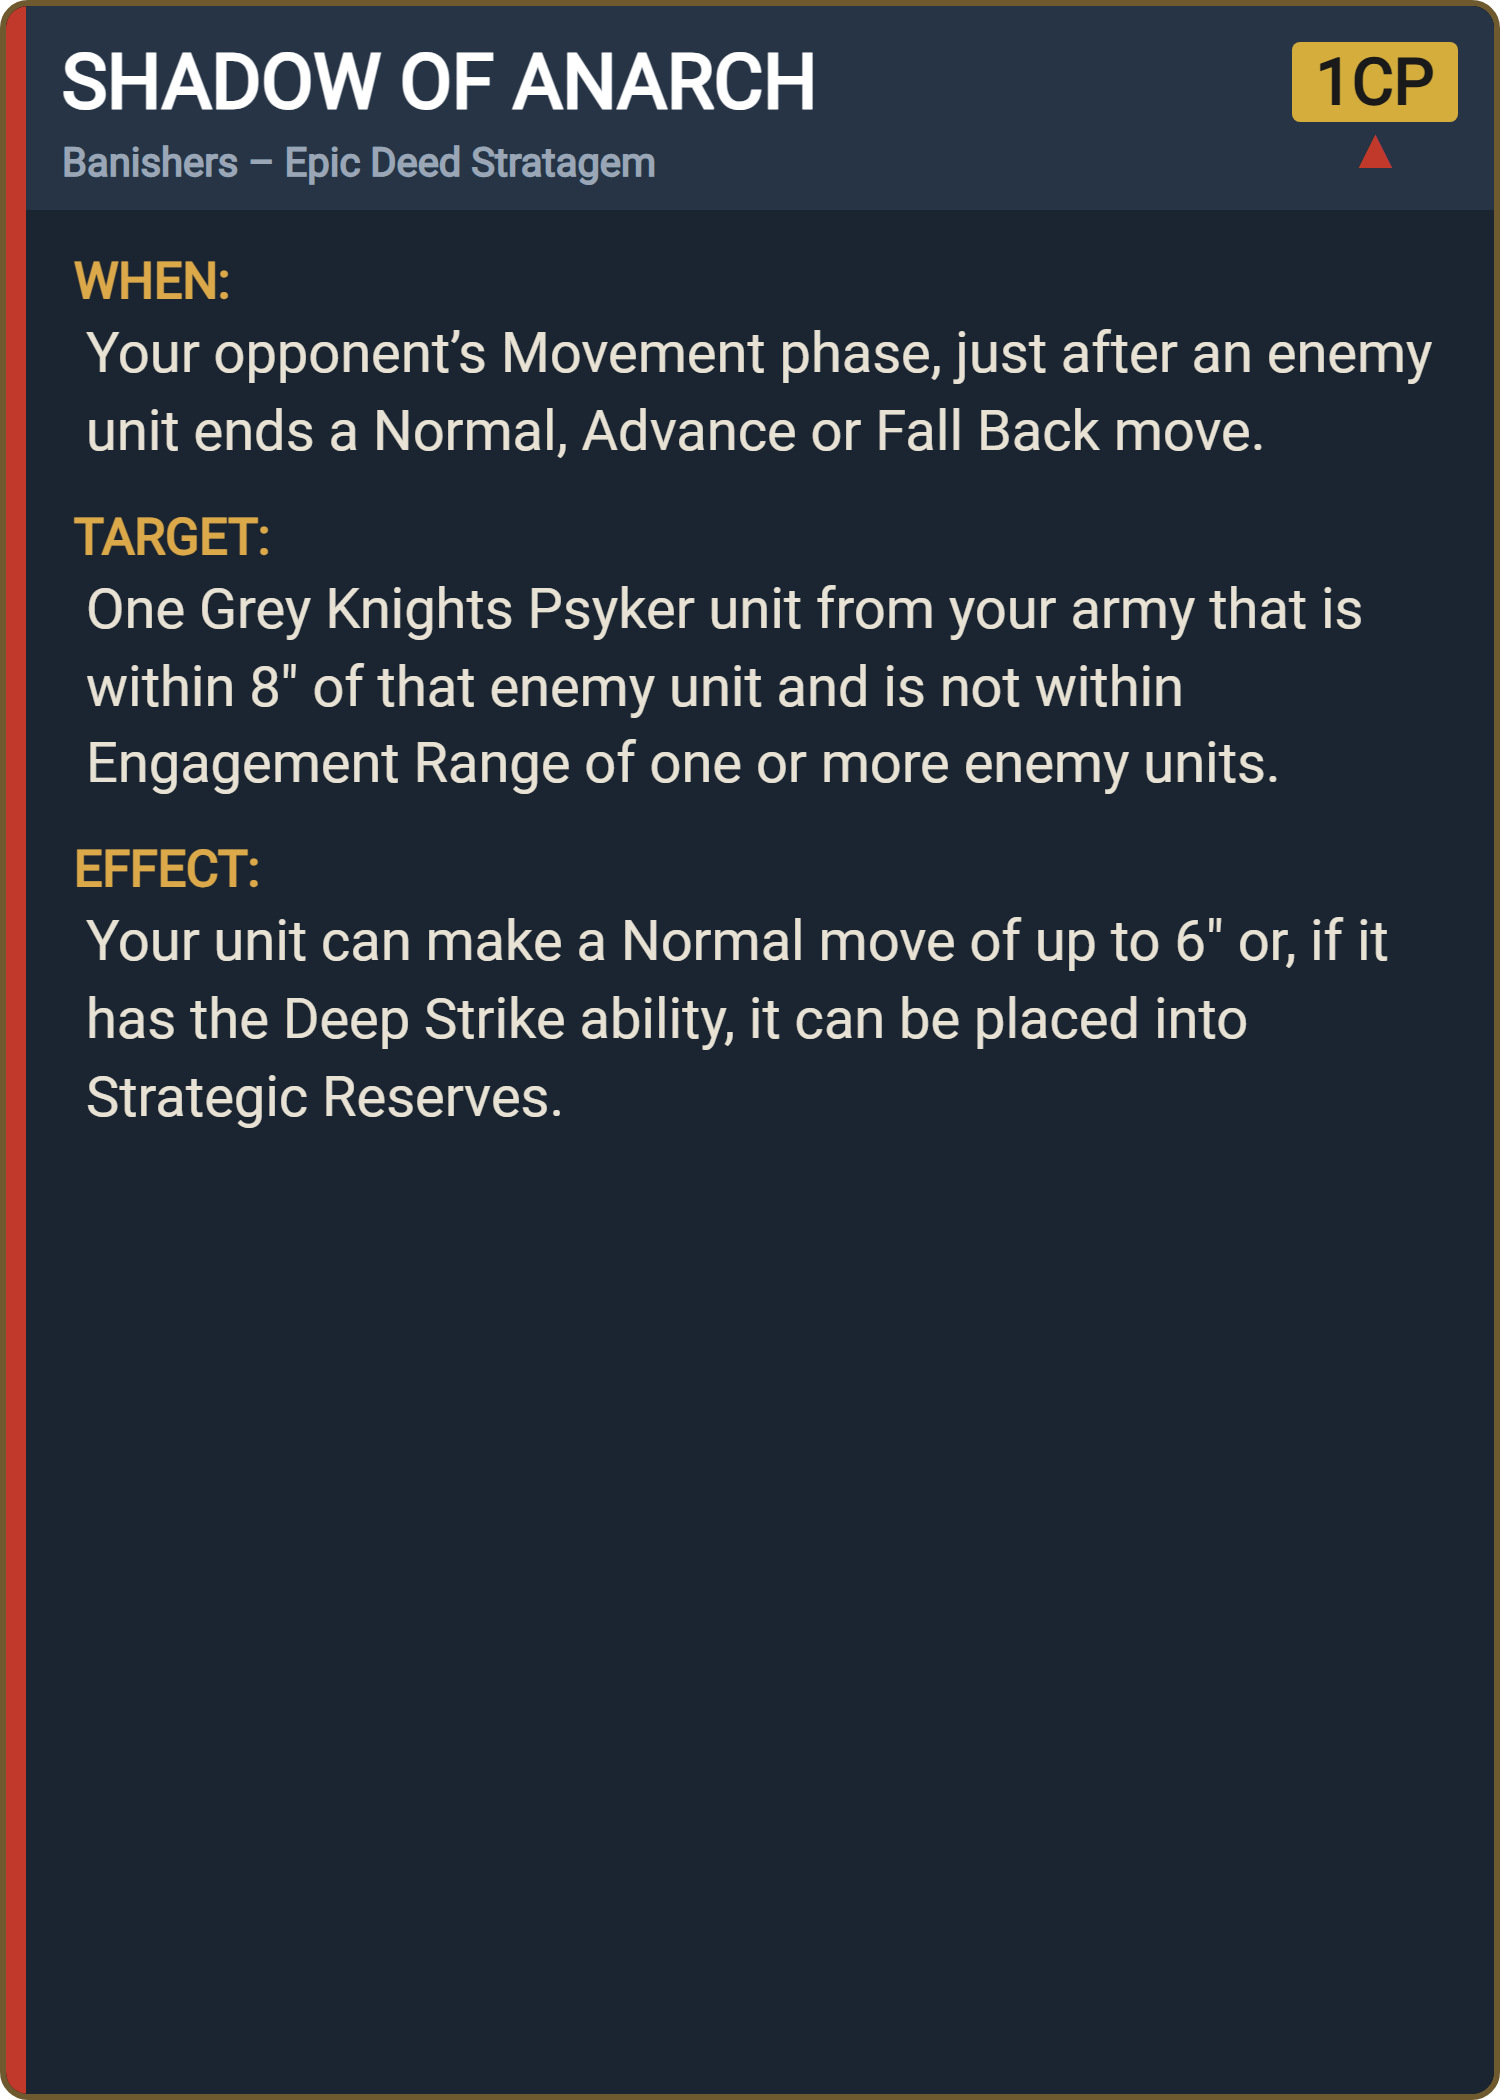 SHADOW OF ANARCH
1CP
Banishers – Epic Deed Stratagem
WHEN:
Your opponent’s Movement phase, just after an enemy
unit ends a Normal, Advance or Fall Back move.
TARGET:
One Grey Knights Psyker unit from your army that is
within 8" of that enemy unit and is not within
Engagement Range of one or more enemy units.
EFFECT:
Your unit can make a Normal move of up to 6" or, if it
has the Deep Strike ability, it can be placed into
Strategic Reserves.